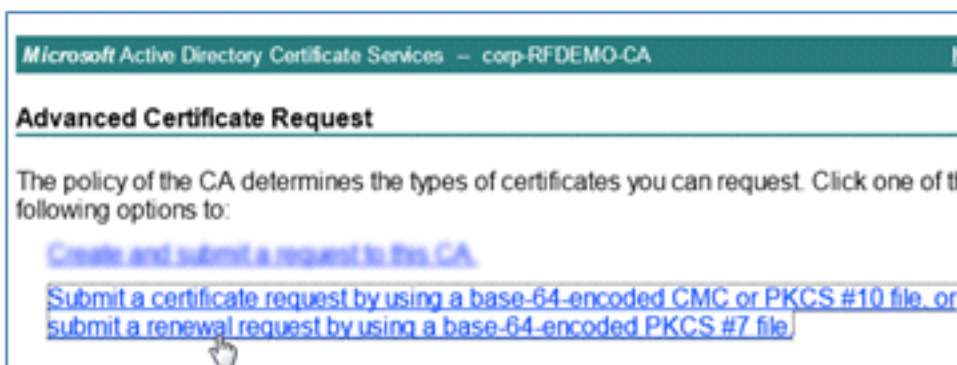 Microsoft Active Directory Certificate Services -- corp-RFDEMO-CA
Advanced Certificate Request
The policy of the CA determines the types of certificates you can request. Click one of
following options to:
Create and submit a request to this CA.
Submit a certificate request by using a base-64-encoded CMC or PKCS #10 file, or
submit a renewal request by using a base-64-encoded PKCS #7 file.